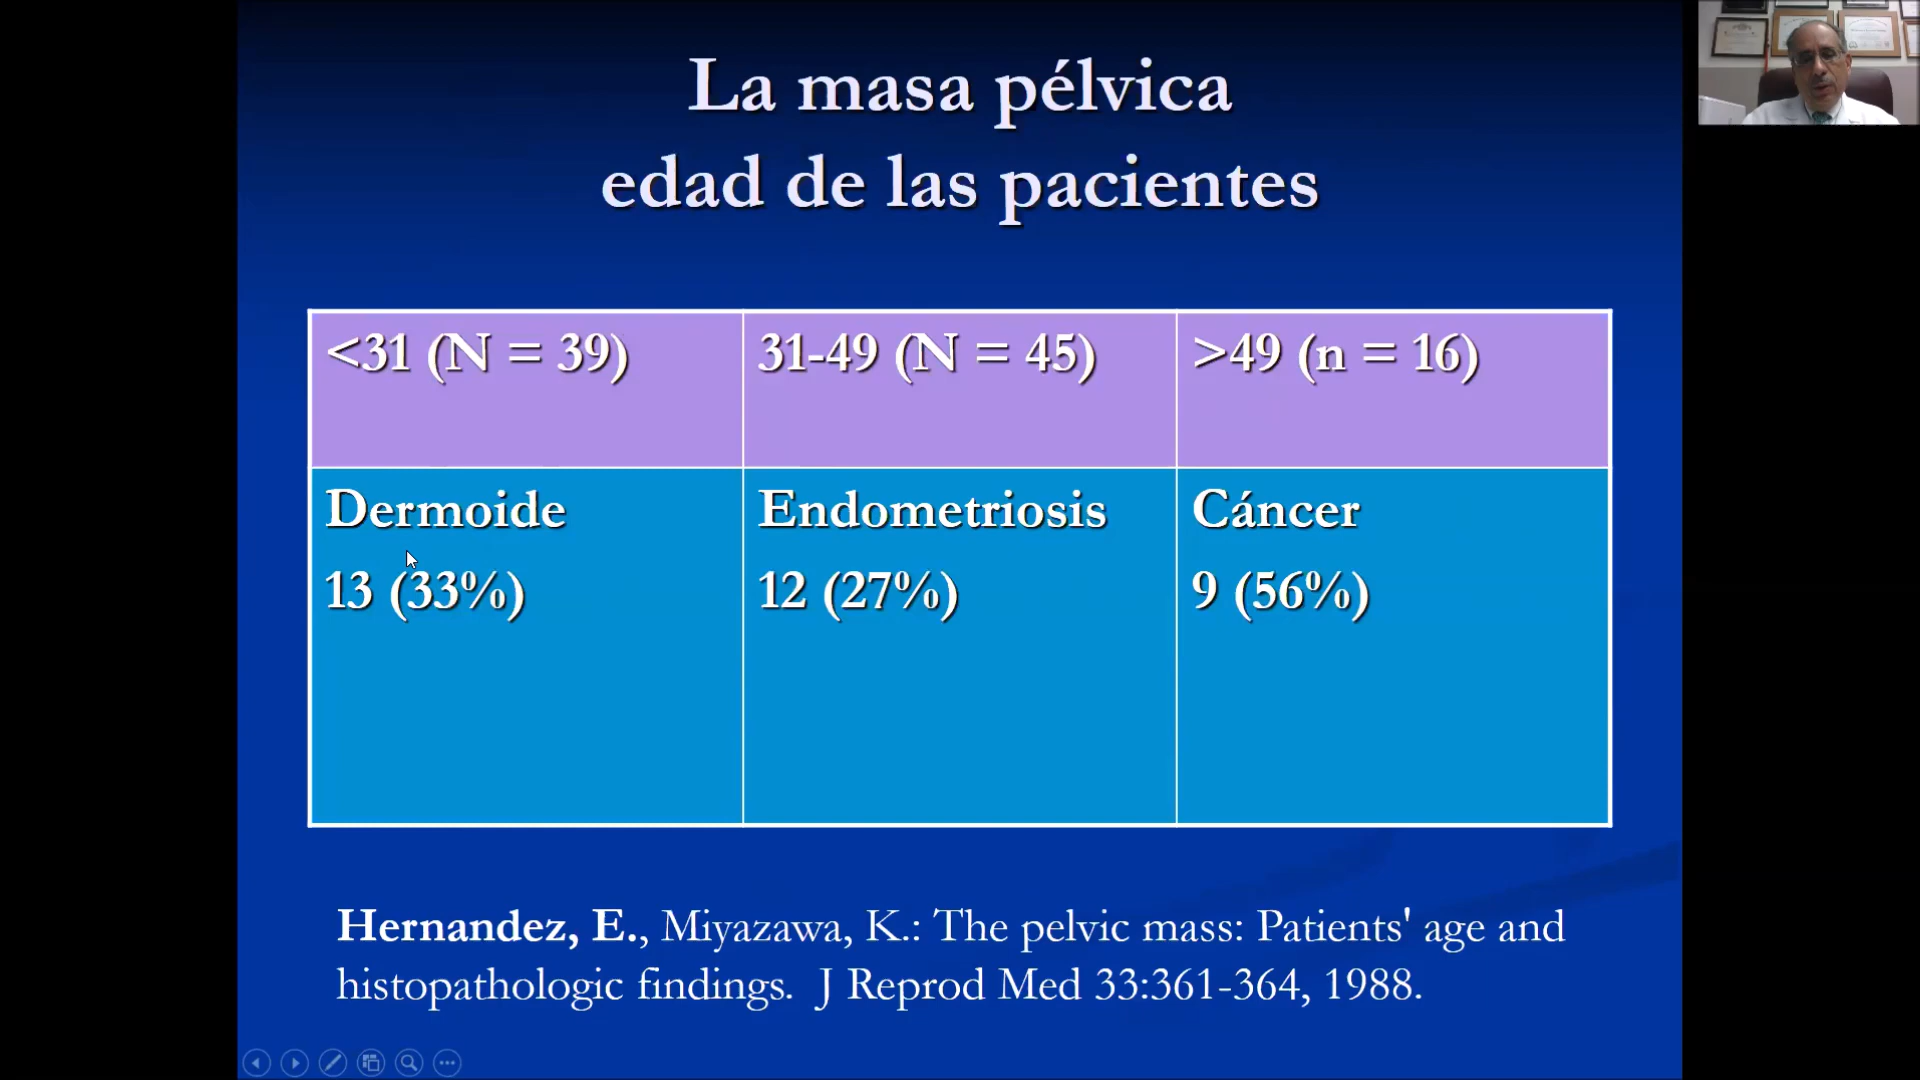 La masa pélvica
edad de las pacientes
<31 (N = 39)
31-49 (N = 45)
>49 (n = 16)
Dermoide
13 (33%)
Endometriosis
12 (27%)
Cáncer
9 (56%)
Hernandez, E., Miyazawa, K.: The pelvic mass: Patients' age and
histopathologic findings.  J Reprod Med 33:361-364, 1988.